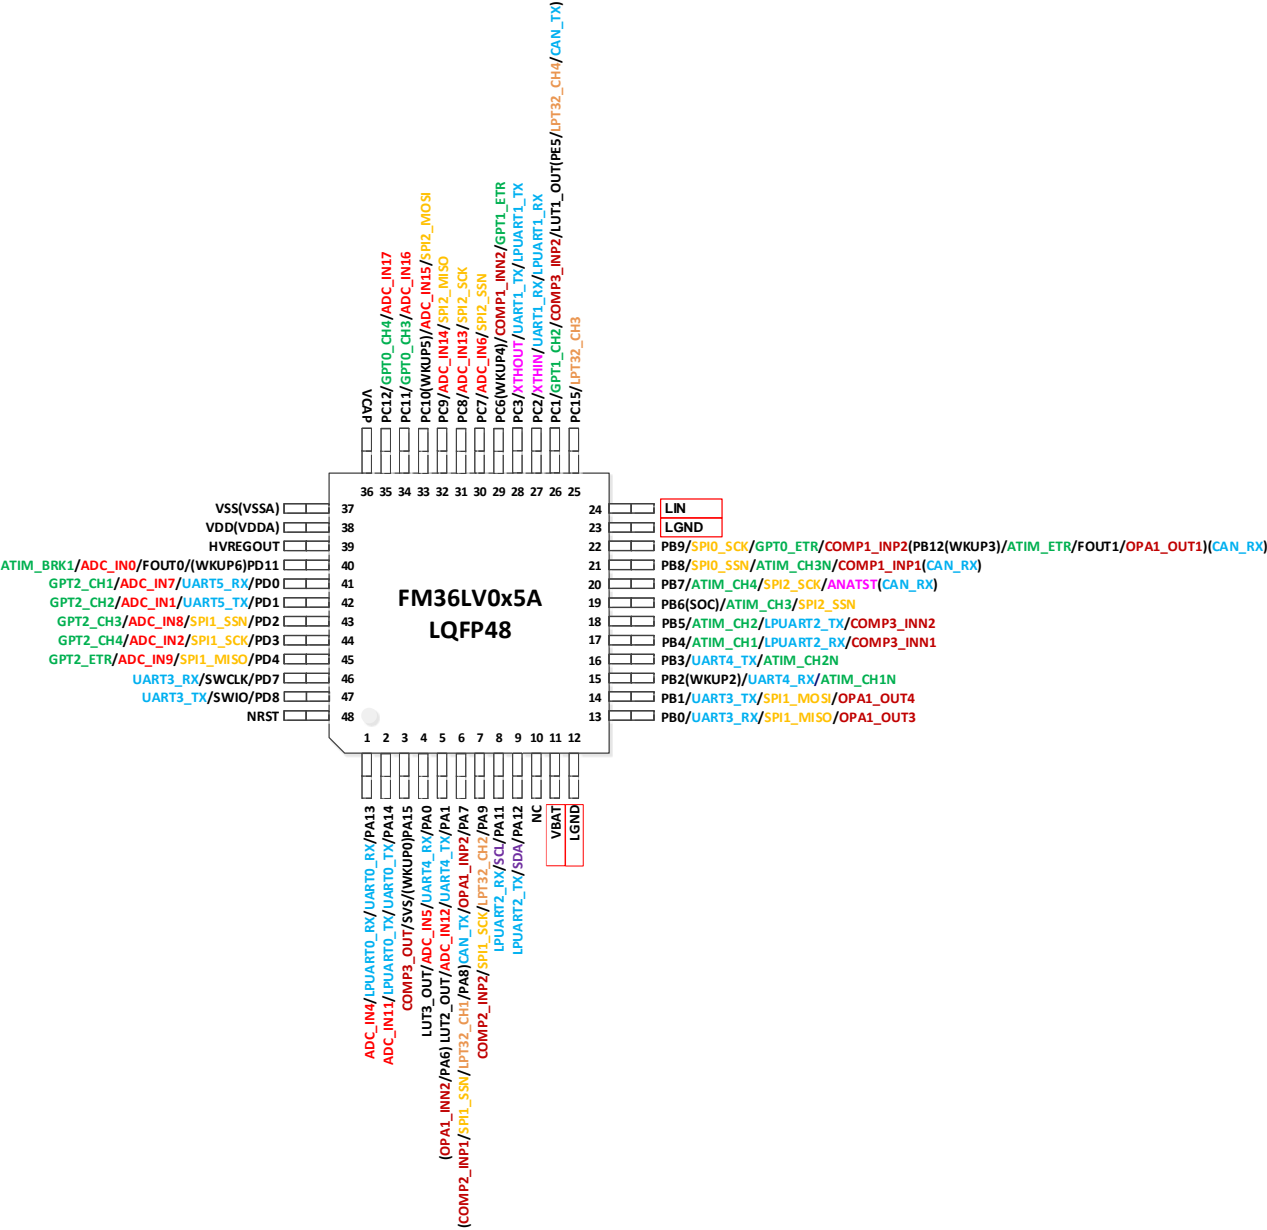 VCAP
PC12/GPT0_CH4/ADC_IN17
PC11/GPT0_CH3/ADC_IN16
PC10(WKUP5)/ADC_IN15/SPI2_MOSI
PC9/ADC_IN14/SPI2_MISO
PC8/ADC_IN13/SPI2_SCK
PC7/ADC_IN6/SPI2_SSN
PC6(WKUP4)/COMP1_INN2/GPT1_ETR
PC3/XTHOUT/UART1_TX/LPUART1_TX
PC2/XTHIN/UART1_RX/LPUART1_RX
PC1/GPT1_CH2/COMP3_INP2/LUT1_OUT(PE5/LPT32_CH4/CAN_TX)
PC15/LPT32_CH3
36 35 34 33 32 31 30 29 28 27 26 25
VSS(VSSA) 37
VDD(VDDA) 38
HVREGOUT 39
ATIM_BRK1/ADC_IN0/FOUT0/(WKUP6)PD11 40
GPT2_CH1/ADC_IN7/UART5_RX/PD0 41
GPT2_CH2/ADC_IN1/UART5_TX/PD1 42
GPT2_CH3/ADC_IN8/SPI1_SSN/PD2 43
GPT2_CH4/ADC_IN2/SPI1_SCK/PD3 44
GPT2_ETR/ADC_IN9/SPI1_MISO/PD4 45
UART3_RX/SWCLK/PD7 46
UART3_TX/SWIO/PD8 47
NRST 48
FM36LV0x5A
LQFP48
24 LIN
23 LGND
22 PB9/SPI0_SCK/GPT0_ETR/COMP1_INP2(PB12(WKUP3)/ATIM_ETR/FOUT1/OPA1_OUT1)(CAN_RX)
21 PB8/SPI0_SSN/ATIM_CH3N/COMP1_INP1(CAN_RX)
20 PB7/ATIM_CH4/SPI2_SCK/ANATST(CAN_RX)
19 PB6(SOC)/ATIM_CH3/SPI2_SSN
18 PB5/ATIM_CH2/LPUART2_TX/COMP3_INN2
17 PB4/ATIM_CH1/LPUART2_RX/COMP3_INN1
16 PB3/UART4_TX/ATIM_CH2N
15 PB2(WKUP2)/UART4_RX/ATIM_CH1N
14 PB1/UART3_TX/SPI1_MOSI/OPA1_OUT4
13 PB0/UART3_RX/SPI1_MISO/OPA1_OUT3
1 2 3 4 5 6 7 8 9 10 11 12
ADC_IN4/LPUART0_RX/UART0_RX/PA13
ADC_IN11/LPUART0_TX/UART0_TX/PA14
COMP3_OUT/SVS/(WKUP0)PA15
LUT3_OUT/ADC_IN5/UART4_RX/PA0
(OPA1_INN2/PA6) LUT2_OUT/ADC_IN12/UART4_TX/PA1
(COMP2_INP1/SPI1_SSN/LPT32_CH1/PA8)CAN_TX/OPA1_INP2/PA7
COMP2_INP2/SPI1_SCK/LPT32_CH2/PA9
LPUART2_RX/SCL/PA11
LPUART2_TX/SDA/PA12
NC
VBAT
LGND